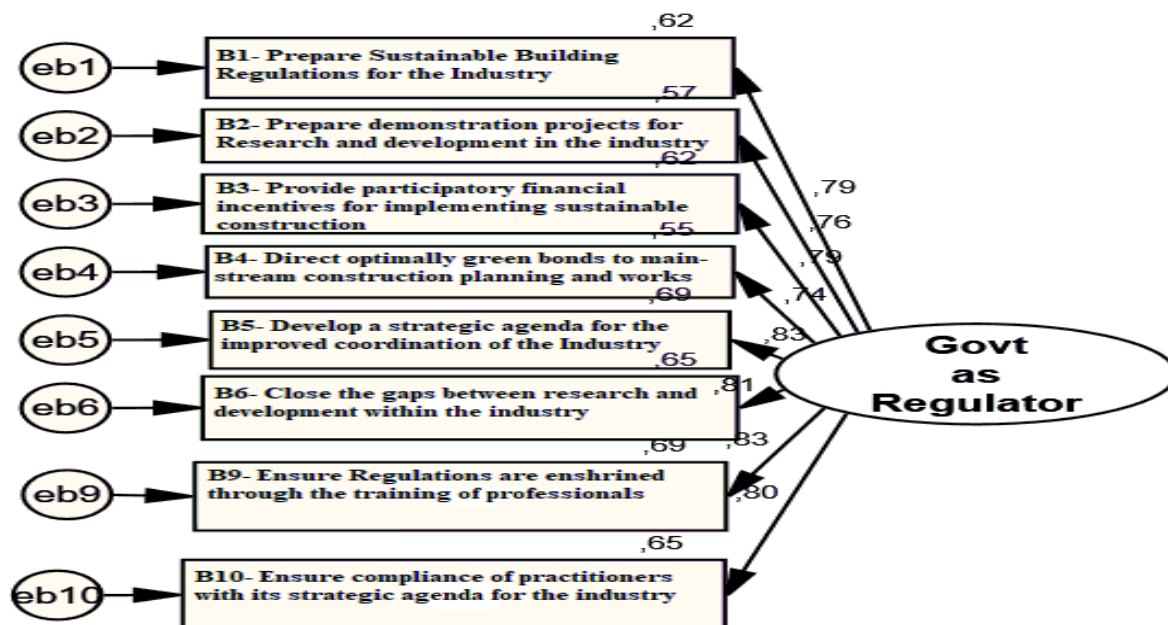 ,62
eb1
B1- Prepare Sustainable Building
Regulations for the Industry
,57
eb2
B2- Prepare demonstration projects for
Research and development in the industry
,62
eb3
B3- Provide participatory financial
incentives for implementing sustainable
construction
,55
eb4
B4- Direct optimally green bonds to main-
stream construction planning and works
,69
eb5
B5- Develop a strategic agenda for the
improved coordination of the Industry
,65
eb6
B6- Close the gaps between research and
development within the industry
,69
eb9
B9- Ensure Regulations are enshrined
through the training of professionals
,65
eb10
B10- Ensure compliance of practitioners
with its strategic agenda for the industry
,79
,76
,79
,74
,83
,81
,83
,80
Govt
as
Regulator